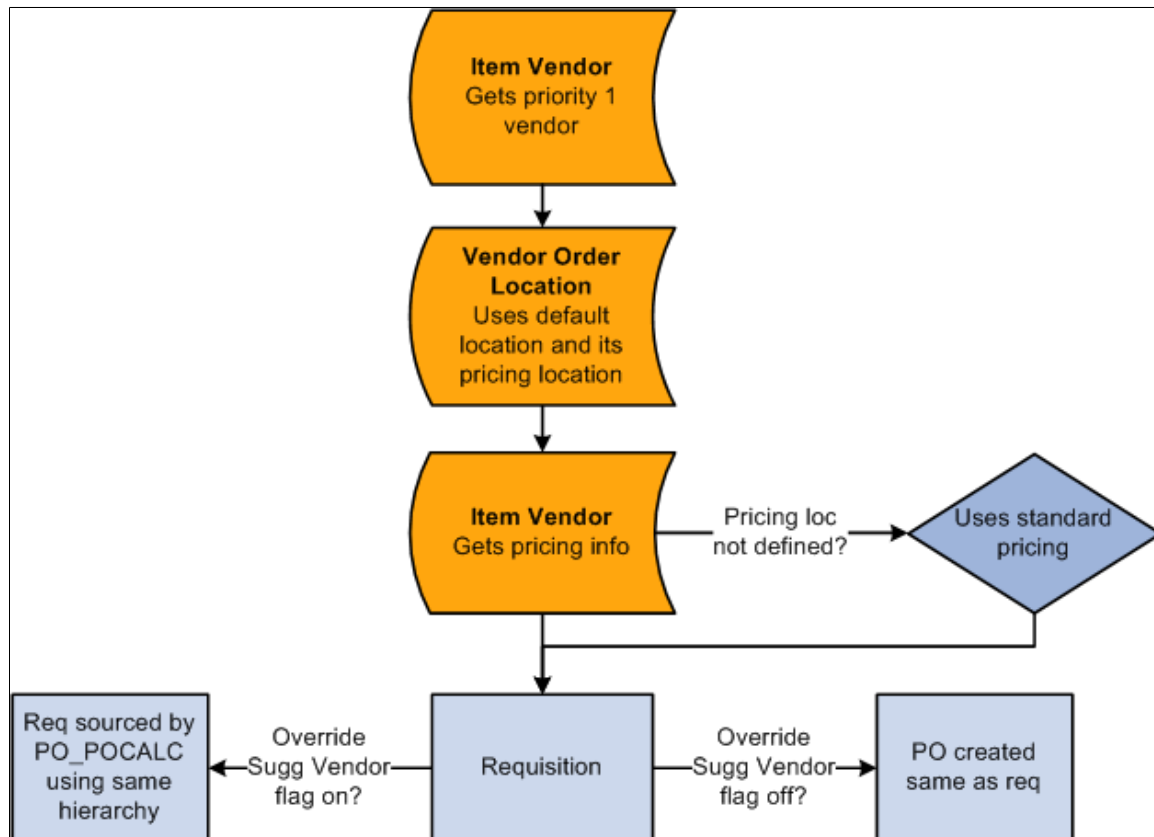 Item Vendor
Gets priority 1
vendor
Vendor Order
Location
Uses default
location and its
pricing location
Item Vendor
Gets pricing info
Pricing loc
not defined?
Uses standard
pricing
Req sourced by
PO_POCALC
using same
hierarchy
Override
Sugg Vendor
flag on?
Requisition
Override
Sugg Vendor
flag off?
PO created
same as req